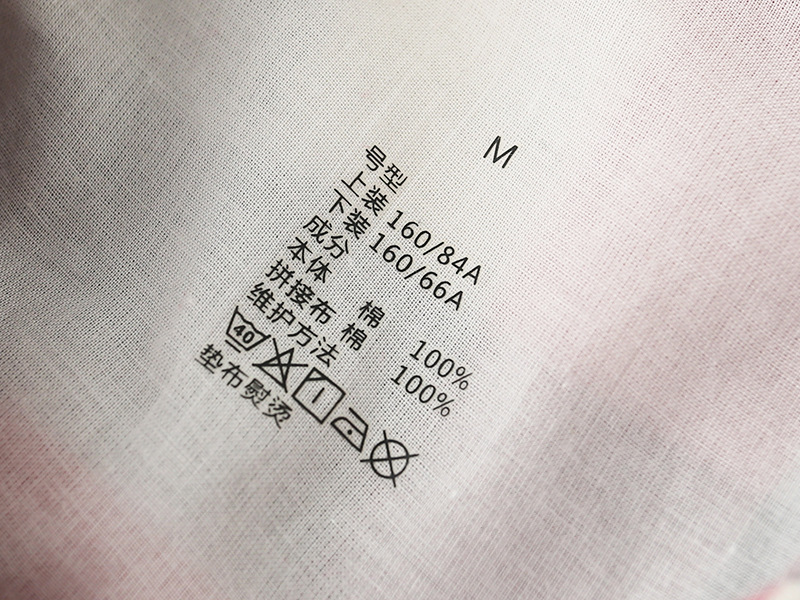 M
号型
上装 160/84A
下装 160/66A
成分
本体 棉 100%
拼接布 棉 100%
维护方法
40
垫布熨烫